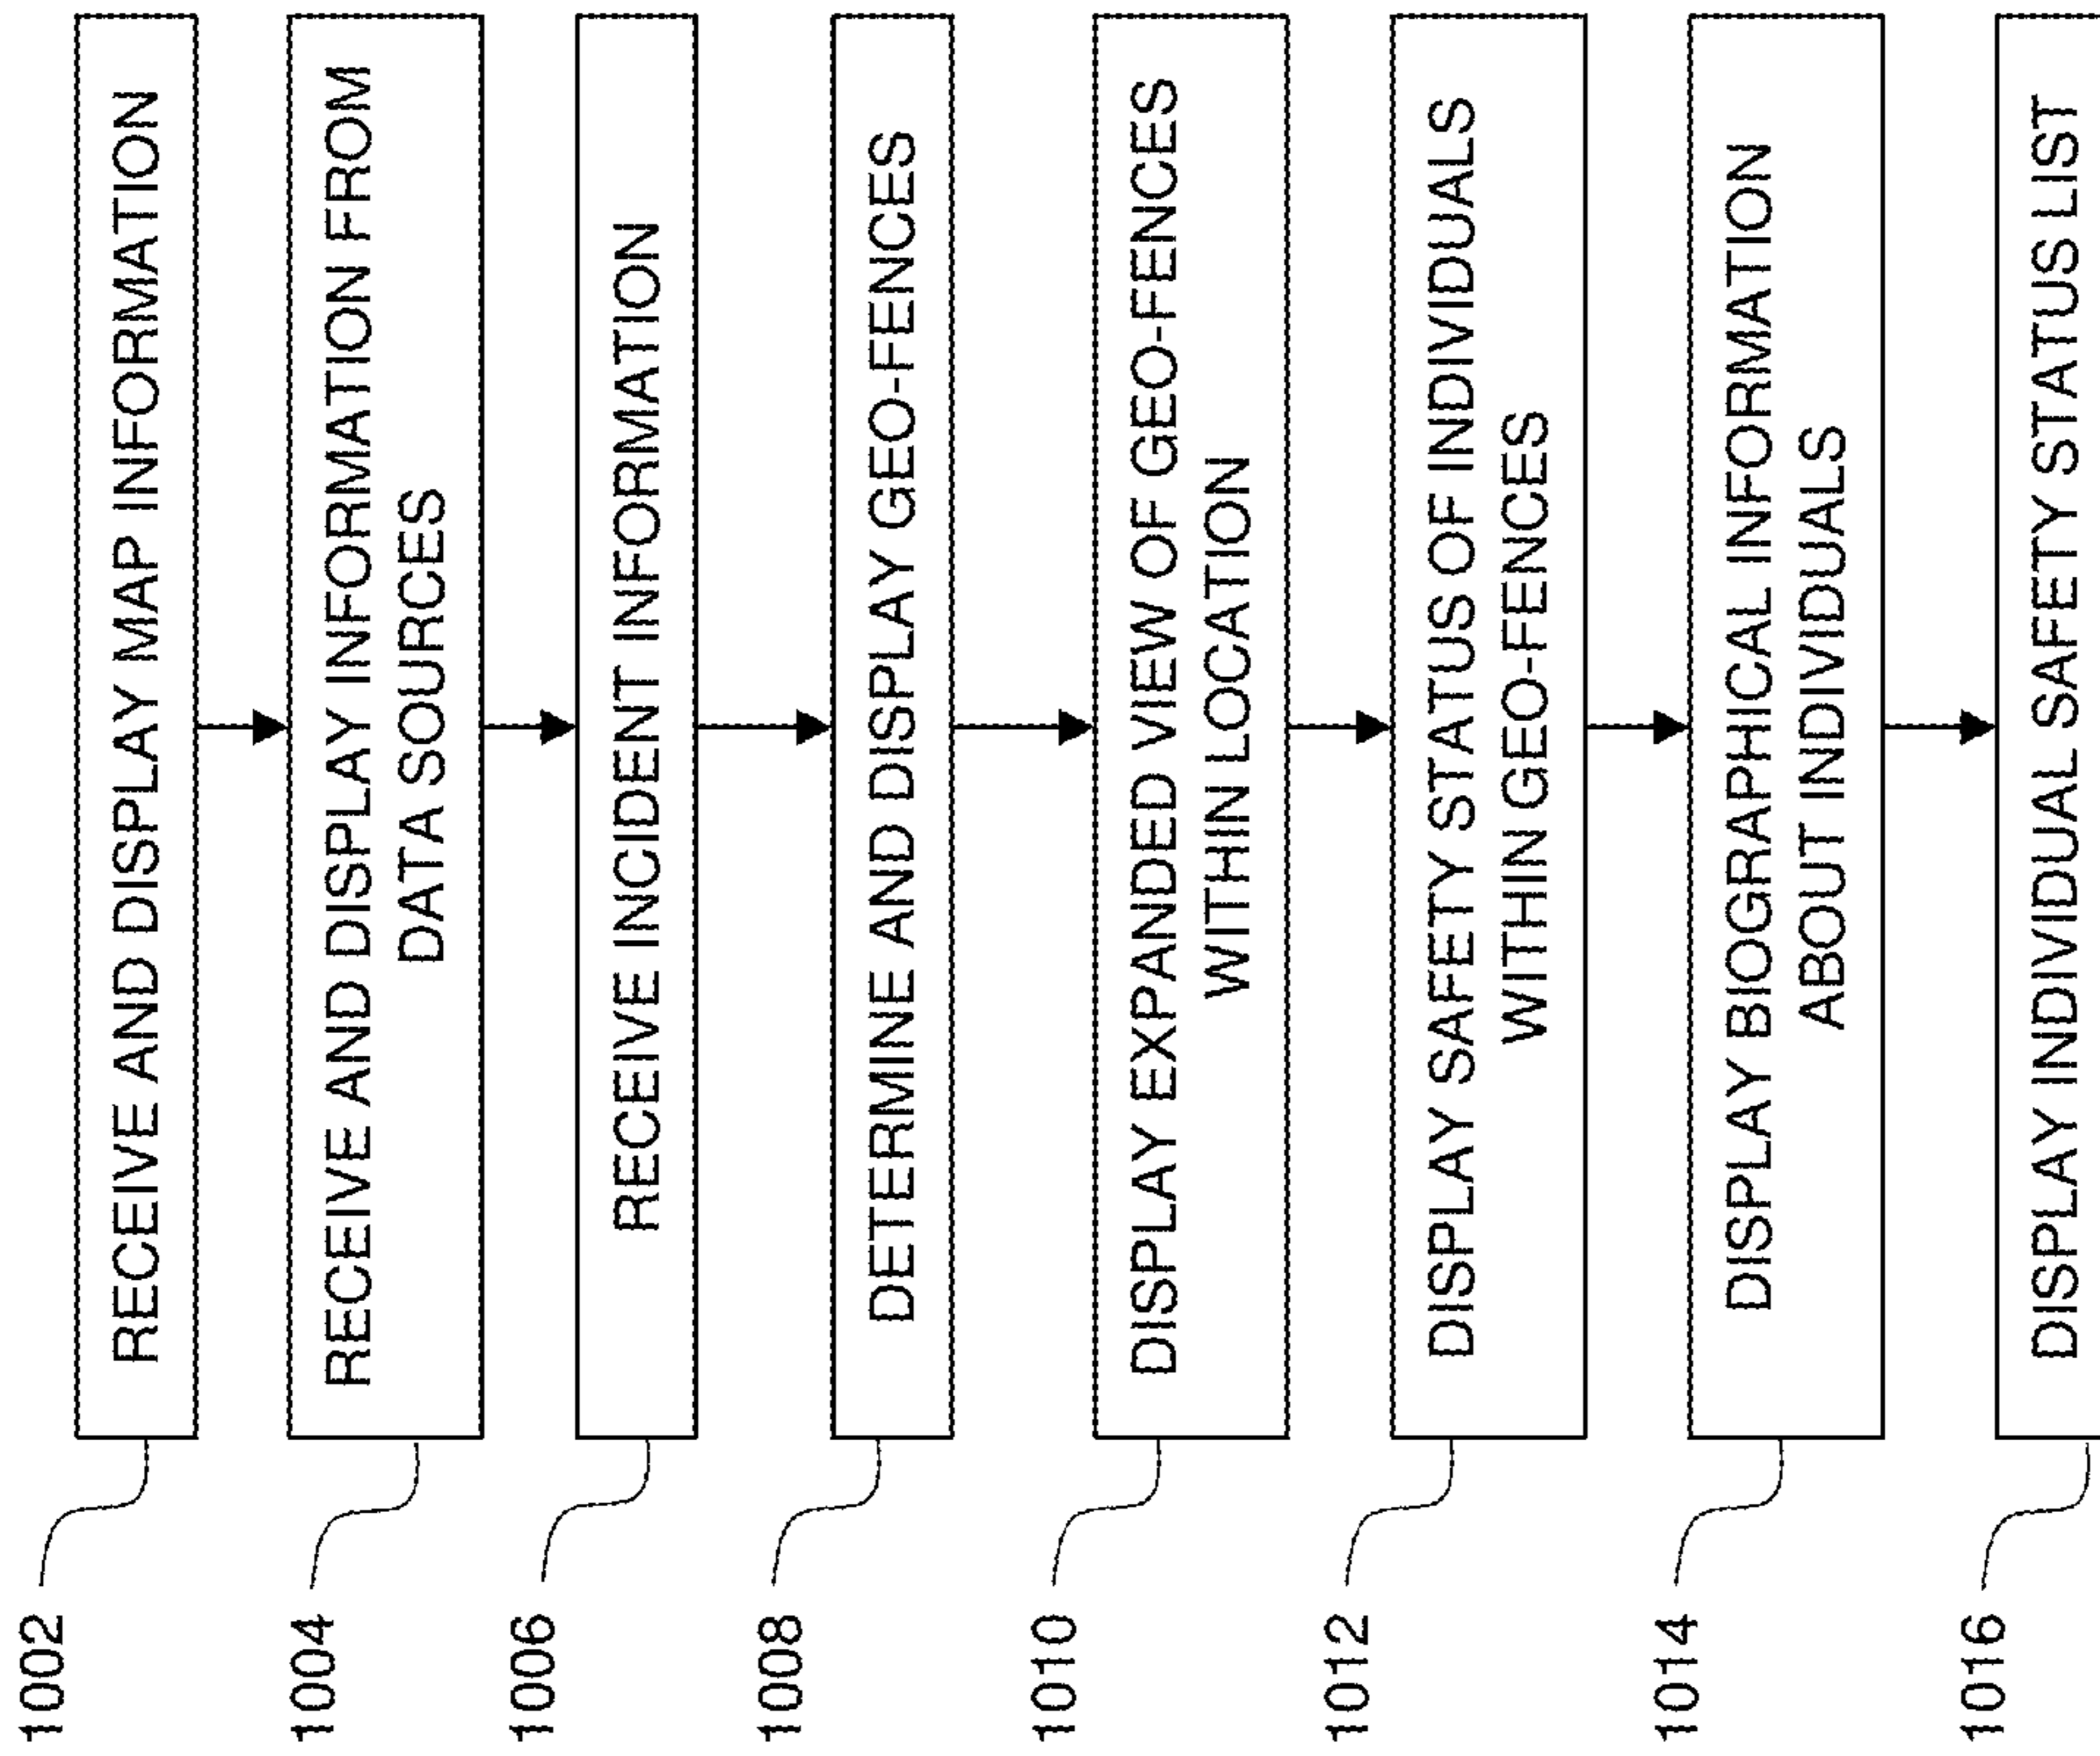 1002
RECEIVE AND DISPLAY MAP INFORMATION
1004
RECEIVE AND DISPLAY INFORMATION FROM
DATA SOURCES
1006
RECEIVE INCIDENT INFORMATION
1008
DETERMINE AND DISPLAY GEO-FENCES
1010
DISPLAY EXPANDED VIEW OF GEO-FENCES
WITHIN LOCATION
1012
DISPLAY SAFETY STATUS OF INDIVIDUALS
WITHIN GEO-FENCES
1014
DISPLAY BIOGRAPHICAL INFORMATION
ABOUT INDIVIDUALS
1016
DISPLAY INDIVIDUAL SAFETY STATUS LIST